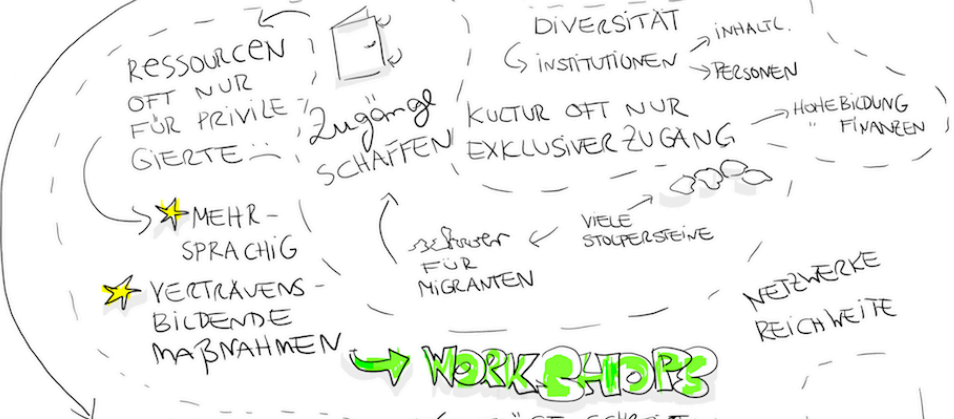 RESSOURCEN
OFT NUR
FÜR PRIVILE-
GIERTE
Zugänge
SCHAFFEN
DIVERSITÄT
INSTITUTIONEN
INHALTL.
PERSONEN
KULTUR OFT NUR
EXKLUSIVER ZUGANG
HOHE BILDUNG
" FINANZEN
MEHR-
SPRACHIG
VERTRAUENS-
BILDENDE
MAßNAHMEN
schwer
FÜR
MIGRANTEN
VIELE
STOLPERSTEINE
NETZWERKE
REICHWEITE
WORKSHOPS